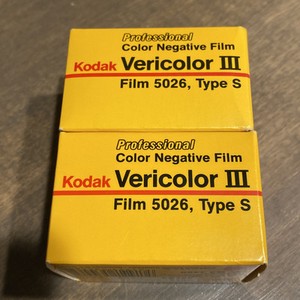 Professional
Color Negative Film
Kodak Vericolor III
Film 5026, Type S
Professional
Color Negative Film
Kodak Vericolor III
Film 5026, Type S